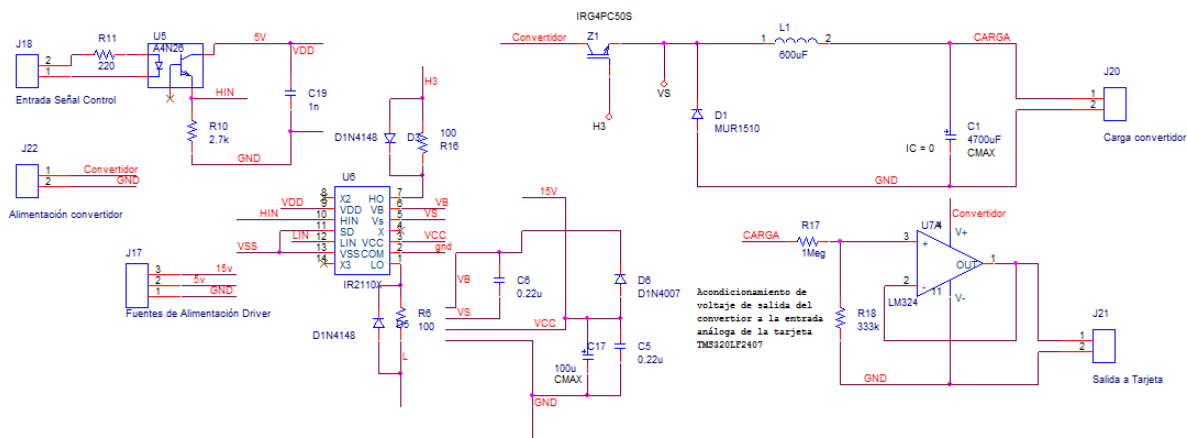 J18
R11
220
2
1
Entrada Señal Control
U5
A4N26
5V
VDD
HIN
C19
1n
R10
2.7k
GND
J22
1
2
Convertidor
GND
Alimentación convertidor
J17
3
2
1
15v
5v
GND
Fuentes de Alimentación Driver
H3
D1N4148
D3
100
R16
U6
8
9
10
11
12
13
14
X2
VDD
HIN
SD
LIN
VSS
X3
HO
VB
Vs
X
VCC
COM
LO
7
6
5
4
3
2
1
VDD
HIN
LIN
VSS
VB
VS
VCC
gnd
IR2110X
D1N4148
D5
R6
100
L
VB
VS
C6
0.22u
15V
VCC
D6
D1N4007
C17
100u
CMAX
C5
0.22u
GND
IRG4PC50S
Convertidor
Z1
H3
VS
D1
MUR1510
L1
1
2
600uF
CARGA
IC = 0
C1
4700uF
CMAX
GND
J20
1
2
Carga convertidor
Acondicionamiento de
voltaje de salida del
convertior a la entrada
análoga de la tarjeta
TMS320LF2407
CARGA
R17
1Meg
R18
333k
Convertidor
U7A
4
3
2
+
-
V+
OUT
1
11
V-
LM324
GND
J21
1
2
Salida a Tarjeta